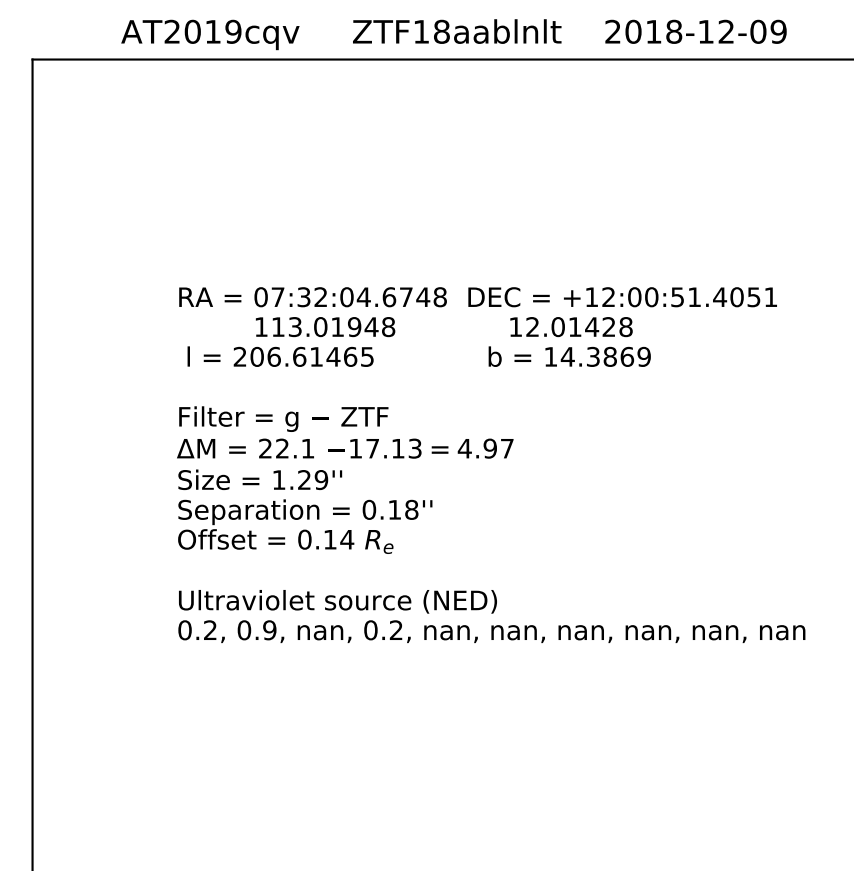 AT2019cqv ZTF18aablnlt 2018-12-09
RA = 07:32:04.6748 DEC = +12:00:51.4051
113.01948 12.01428
l = 206.61465 b = 14.3869
Filter = g − ZTF
ΔM = 22.1 −17.13 = 4.97
Size = 1.29''
Separation = 0.18''
Offset = 0.14 Re
Ultraviolet source (NED)
0.2, 0.9, nan, 0.2, nan, nan, nan, nan, nan, nan